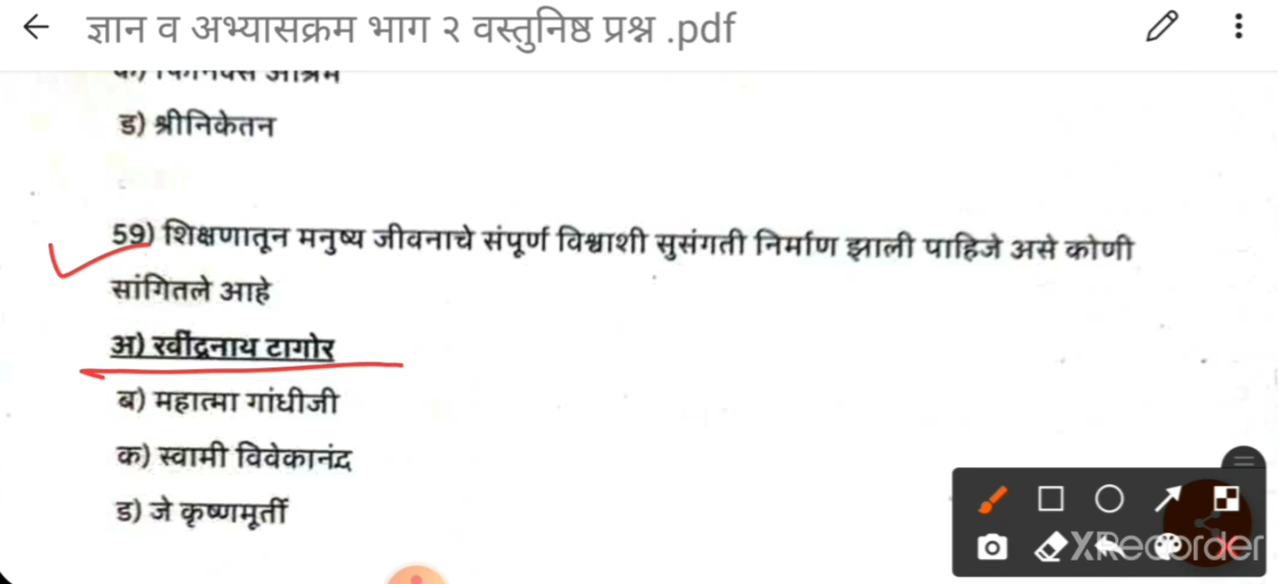 ज्ञान व अभ्यासक्रम भाग २ वस्तुनिष्ठ प्रश्न .pdf
ड) श्रीनिकेतन
59) शिक्षणातून मनुष्य जीवनाचे संपूर्ण विश्वाशी सुसंगती निर्माण झाली पाहिजे असे कोणी
सांगितले आहे
अ) रवींद्रनाथ टागोर
ब) महात्मा गांधीजी
क) स्वामी विवेकानंद
ड) जे कृष्णमूर्ती
XRecorder